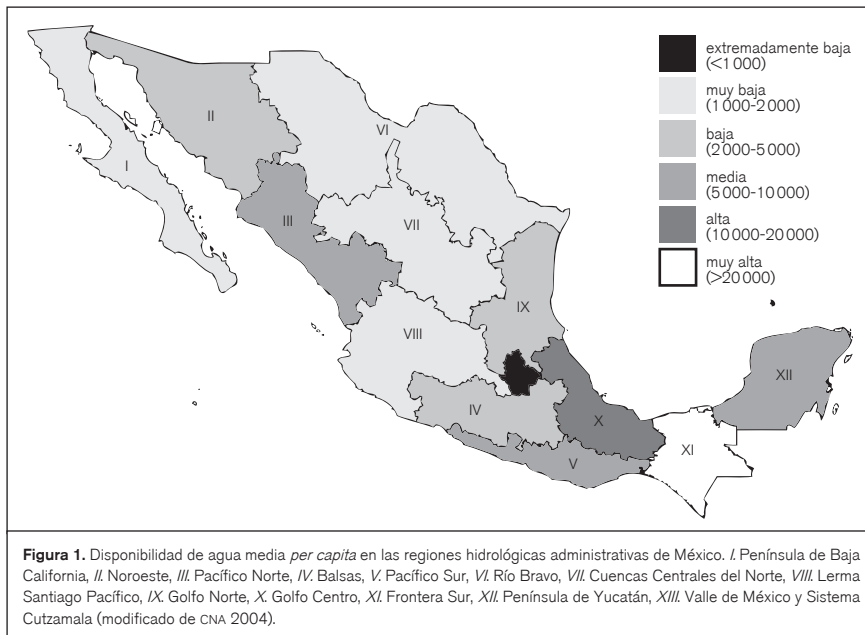 extremadamente baja
(<1 000)
muy baja
(1 000-2 000)
baja
(2 000-5 000)
media
(5 000-10 000)
alta
(10 000-20 000)
muy alta
(>20 000)
I
II
III
VI
VII
VIII
IX
IV
V
X
XI
XII
Figura 1. Disponibilidad de agua media per capita en las regiones hidrológicas administrativas de México. I. Península de Baja
California, II. Noroeste, III. Pacífico Norte, IV. Balsas, V. Pacífico Sur, VI. Río Bravo, VII. Cuencas Centrales del Norte, VIII. Lerma
Santiago Pacífico, IX. Golfo Norte, X. Golfo Centro, XI. Frontera Sur, XII. Península de Yucatán, XIII. Valle de México y Sistema
Cutzamala (modificado de CNA 2004).